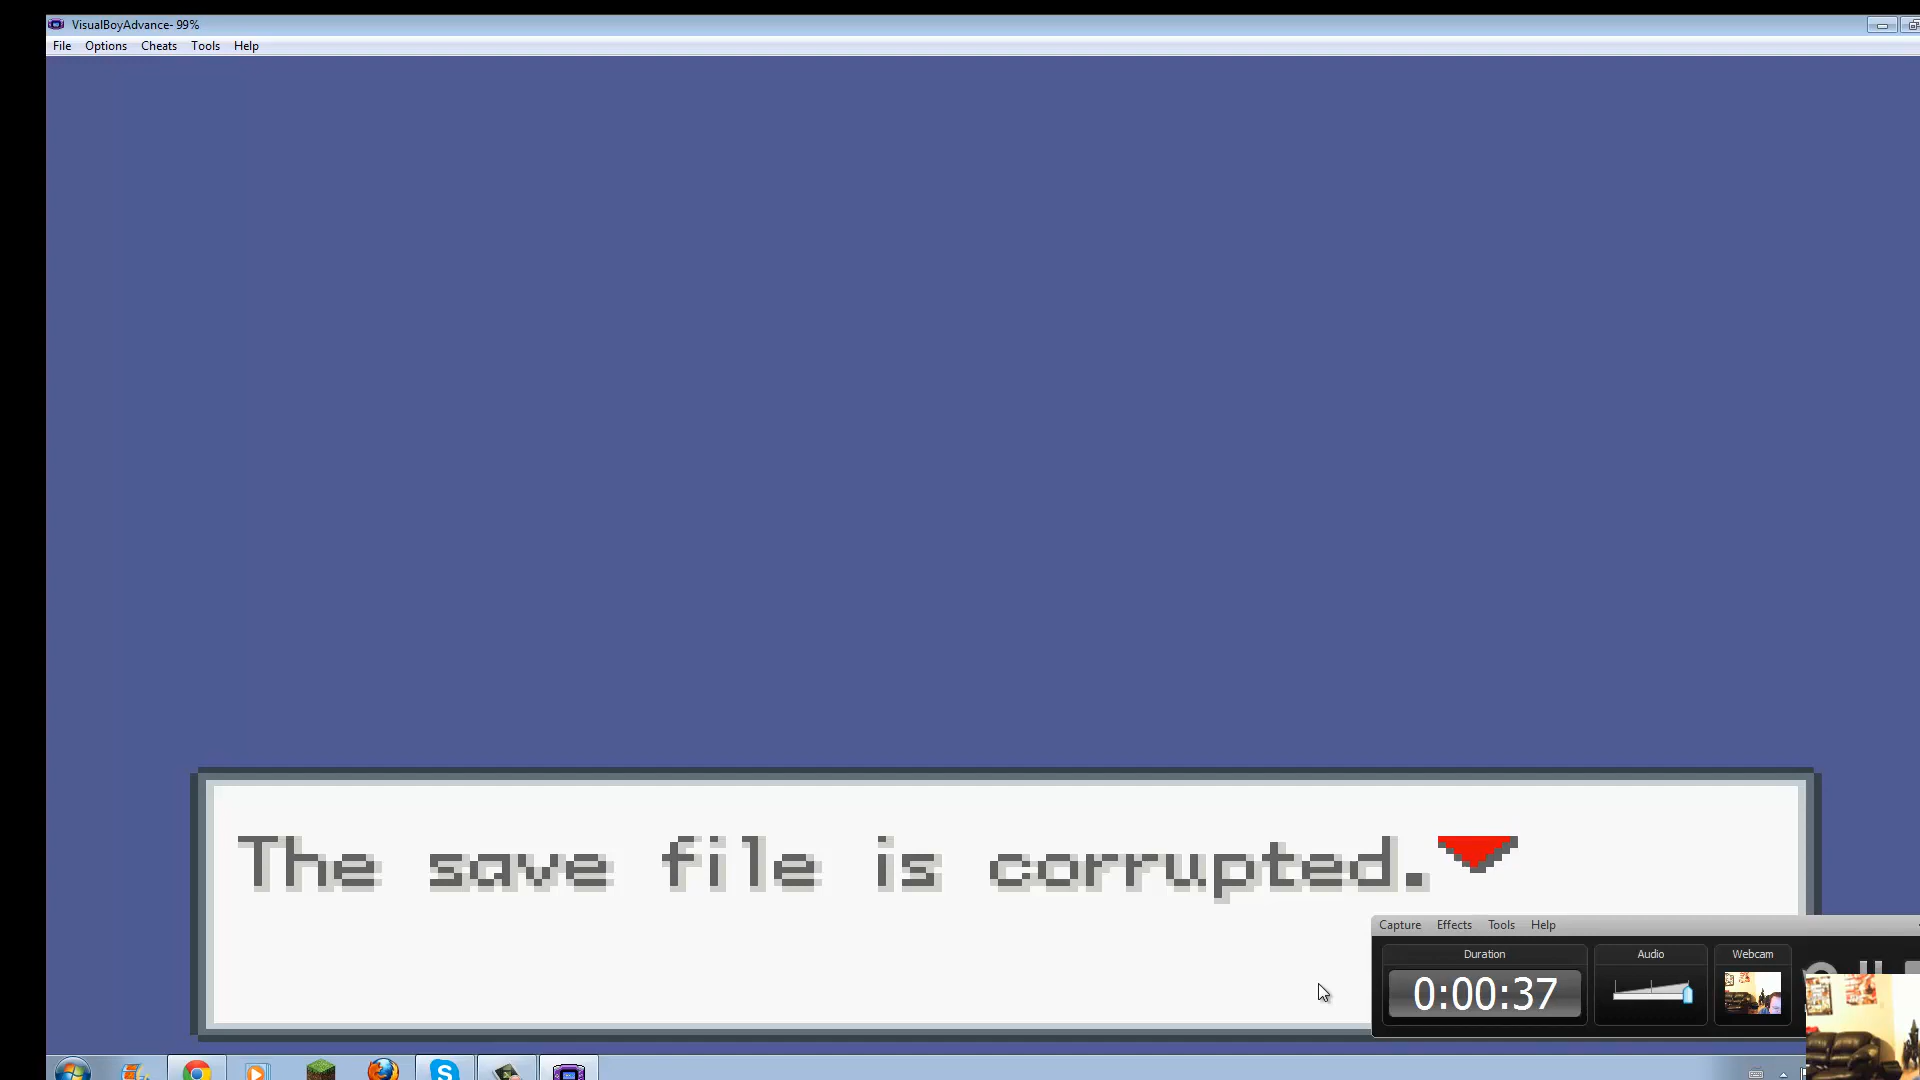 VisualBoyAdvance- 99%
File Options Cheats Tools Help
The save file is corrupted.
Capture Effects Tools Help
Duration Audio Webcam
0:00:37